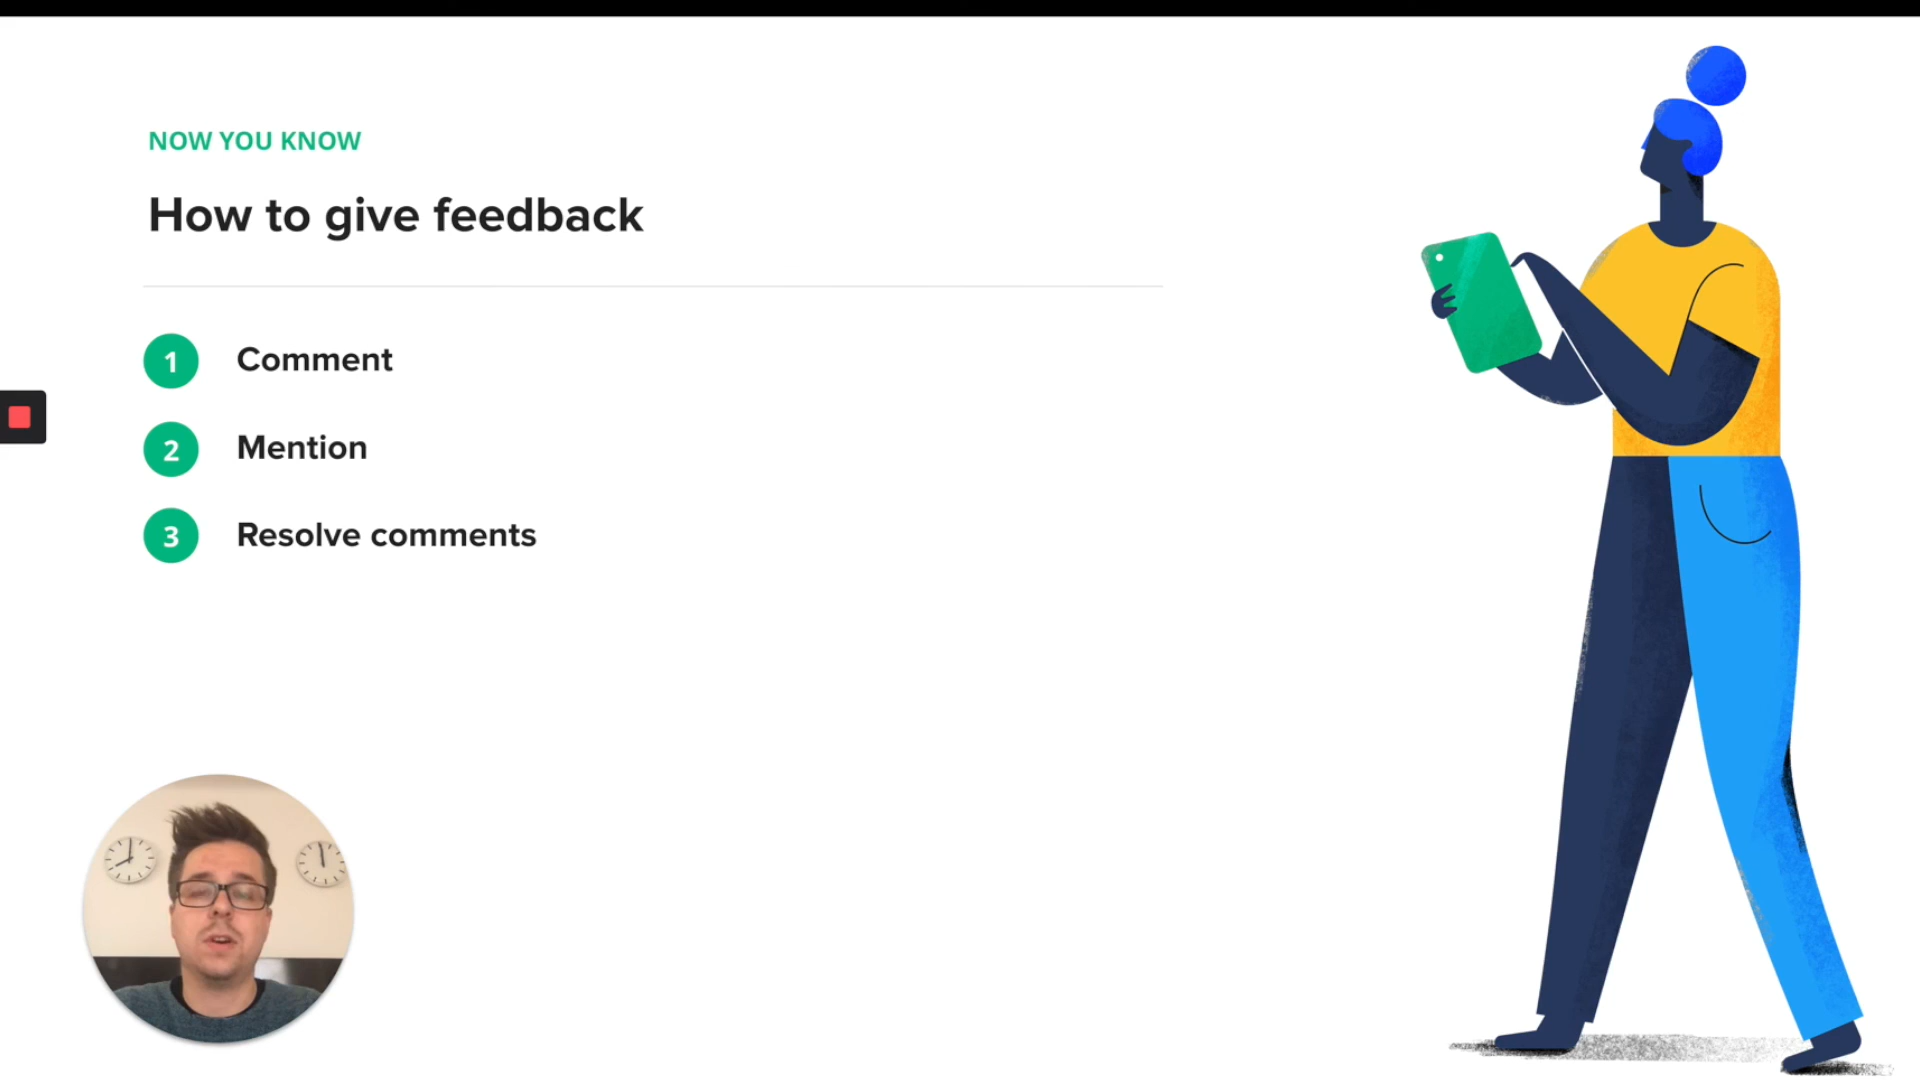 NOW YOU KNOW
How to give feedback
1 Comment
2 Mention
3 Resolve comments